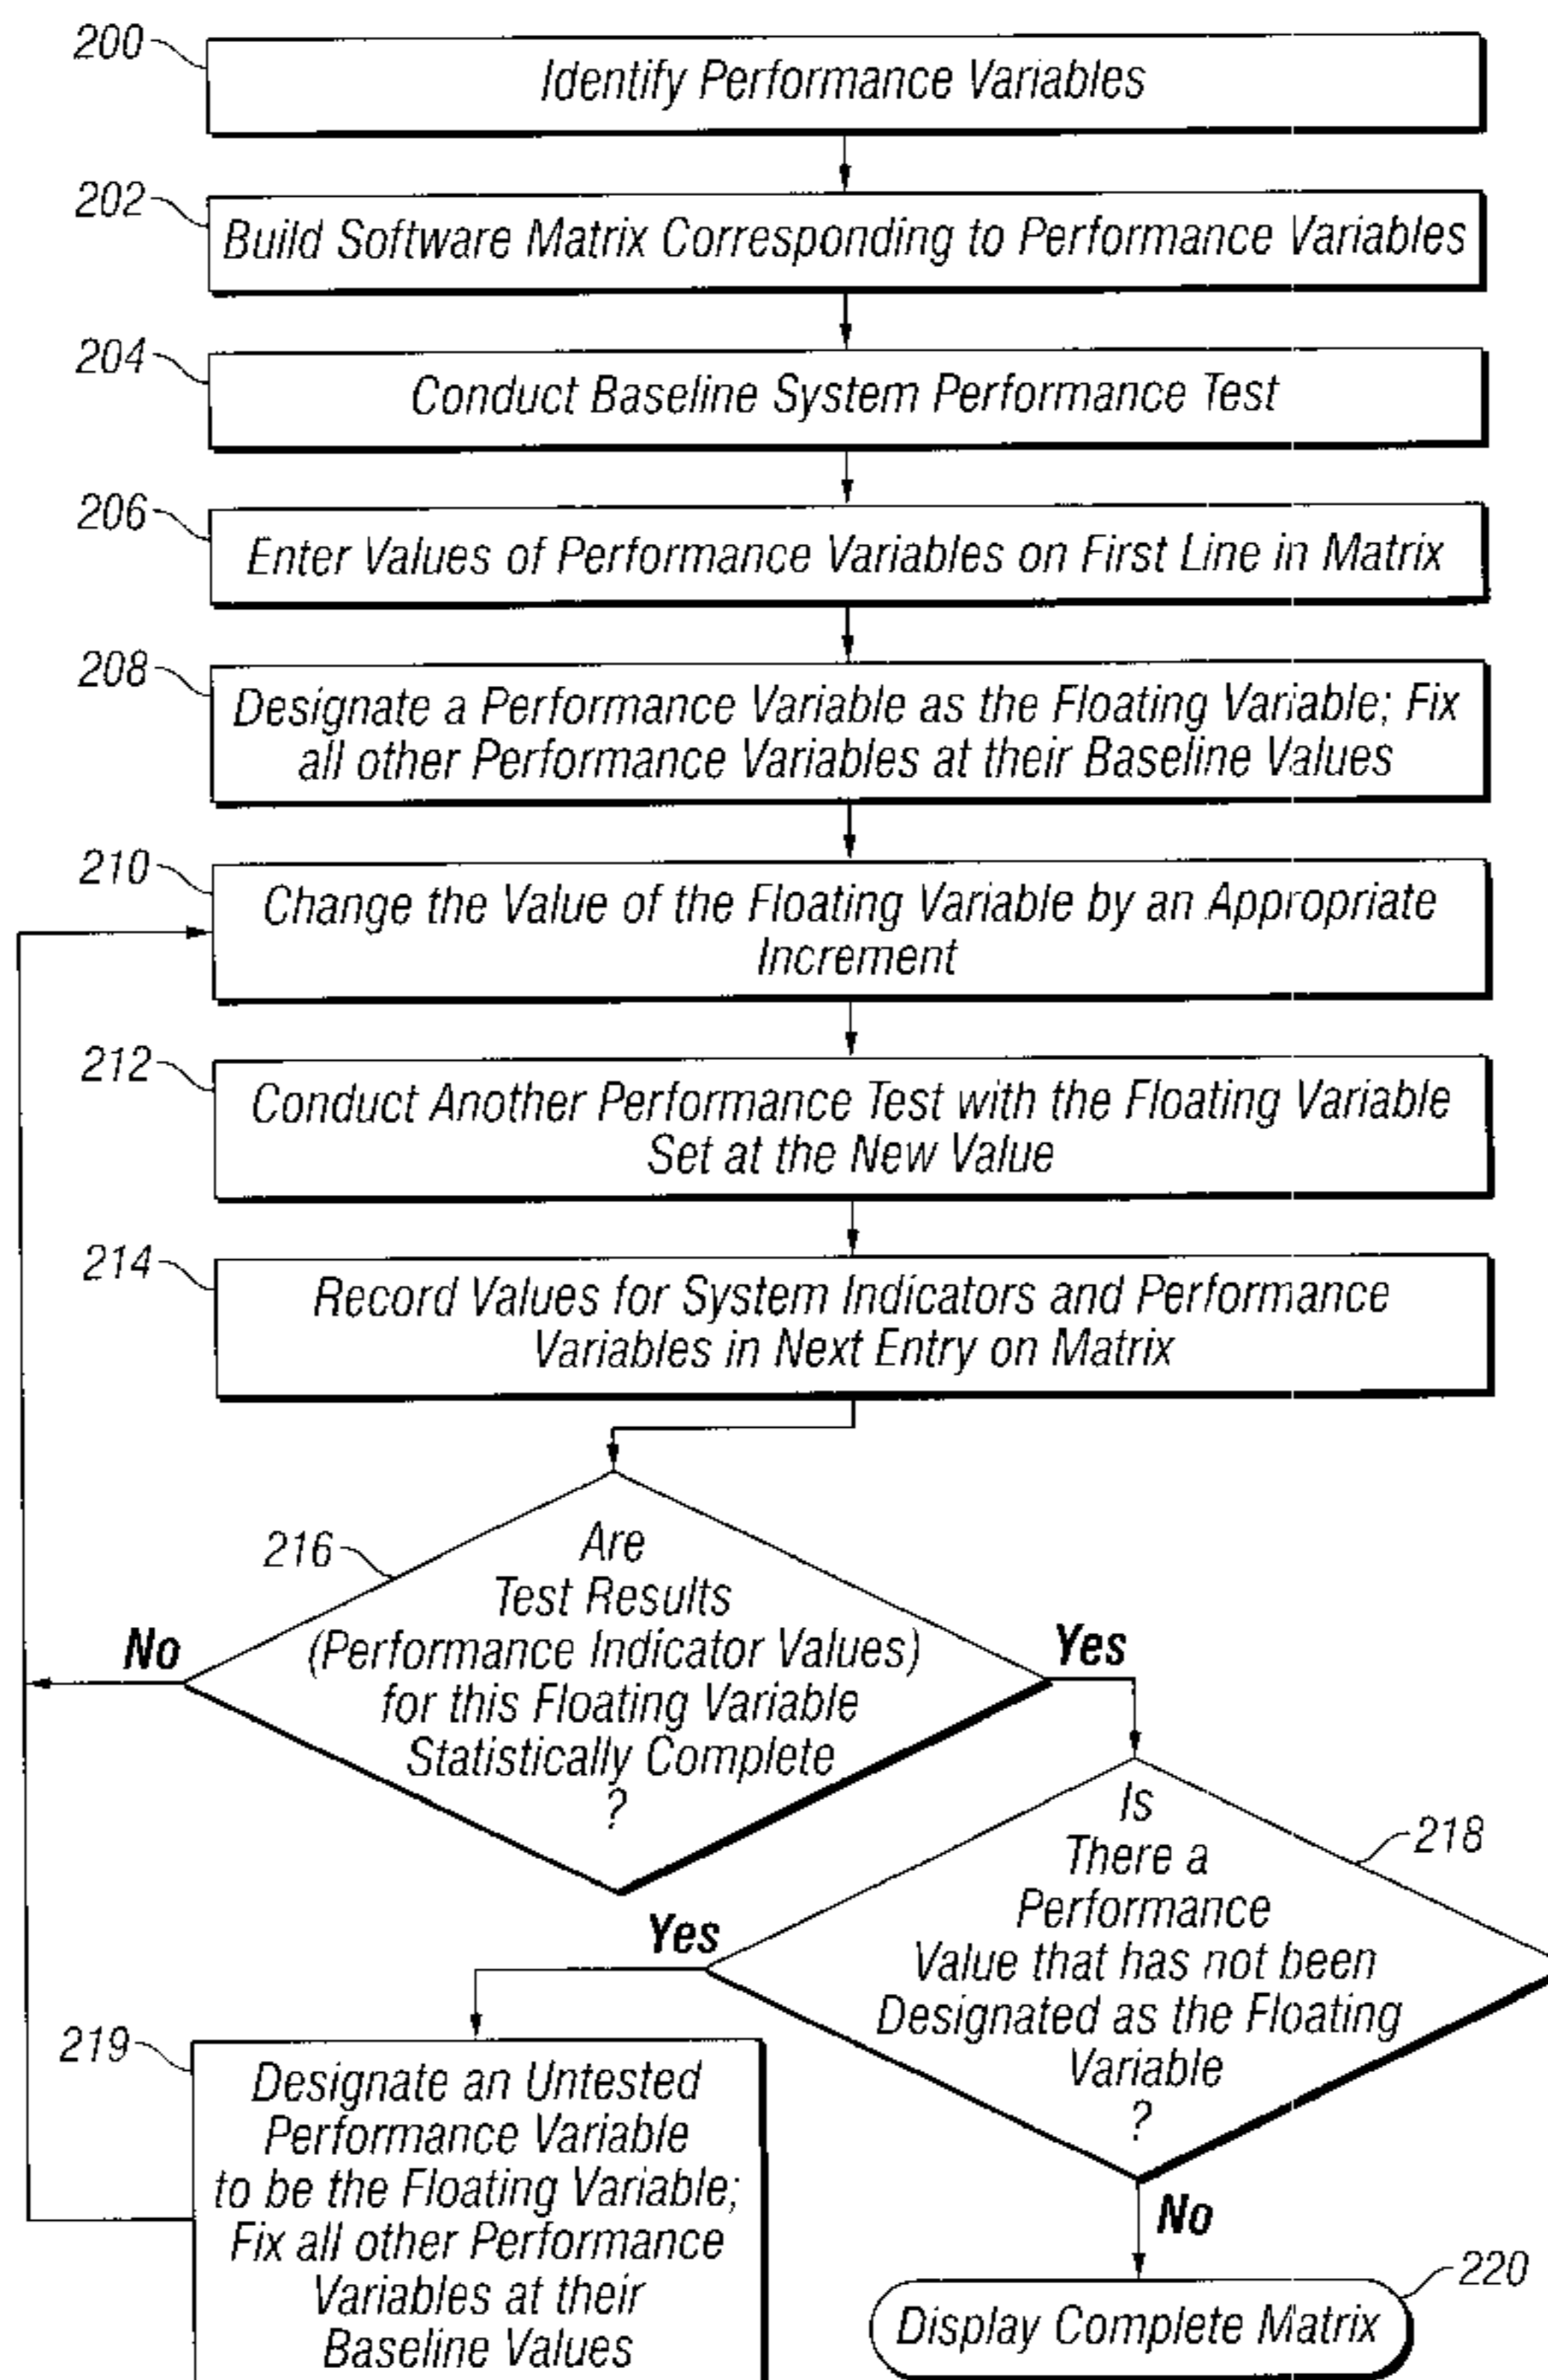 200
Identify Performance Variables
202
Build Software Matrix Corresponding to Performance Variables
204
Conduct Baseline System Performance Test
206
Enter Values of Performance Variables on First Line in Matrix
208
Designate a Performance Variable as the Floating Variable; Fix
all other Performance Variables at their Baseline Values
210
Change the Value of the Floating Variable by an Appropriate
Increment
212
Conduct Another Performance Test with the Floating Variable
Set at the New Value
214
Record Values for System Indicators and Performance
Variables in Next Entry on Matrix
216
Are
Test Results
(Performance Indicator Values)
for this Floating Variable
Statistically Complete
?
No
Yes
218
Is
There a
Performance
Value that has not been
Designated as the Floating
Variable
?
Yes
No
219
Designate an Untested
Performance Variable
to be the Floating Variable;
Fix all other Performance
Variables at their
Baseline Values
220
Display Complete Matrix